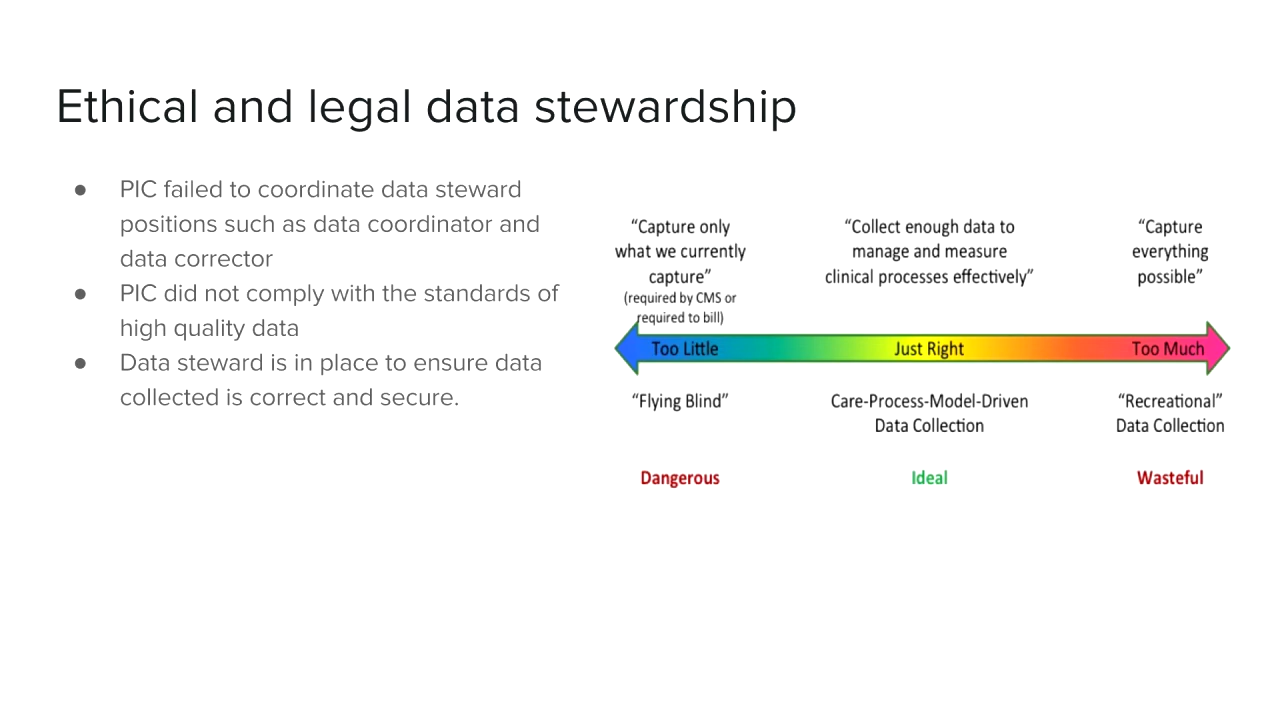 Ethical and legal data stewardship
● PIC failed to coordinate data steward
positions such as data coordinator and
data corrector
● PIC did not comply with the standards of
high quality data
● Data steward is in place to ensure data
collected is correct and secure.
“Capture only
what we currently
capture”
(required by CMS or
required to bill)
“Collect enough data to
manage and measure
clinical processes effectively”
“Capture
everything
possible”
Too Little
Just Right
Too Much
“Flying Blind”
Care-Process-Model-Driven
Data Collection
“Recreational”
Data Collection
Dangerous
Ideal
Wasteful